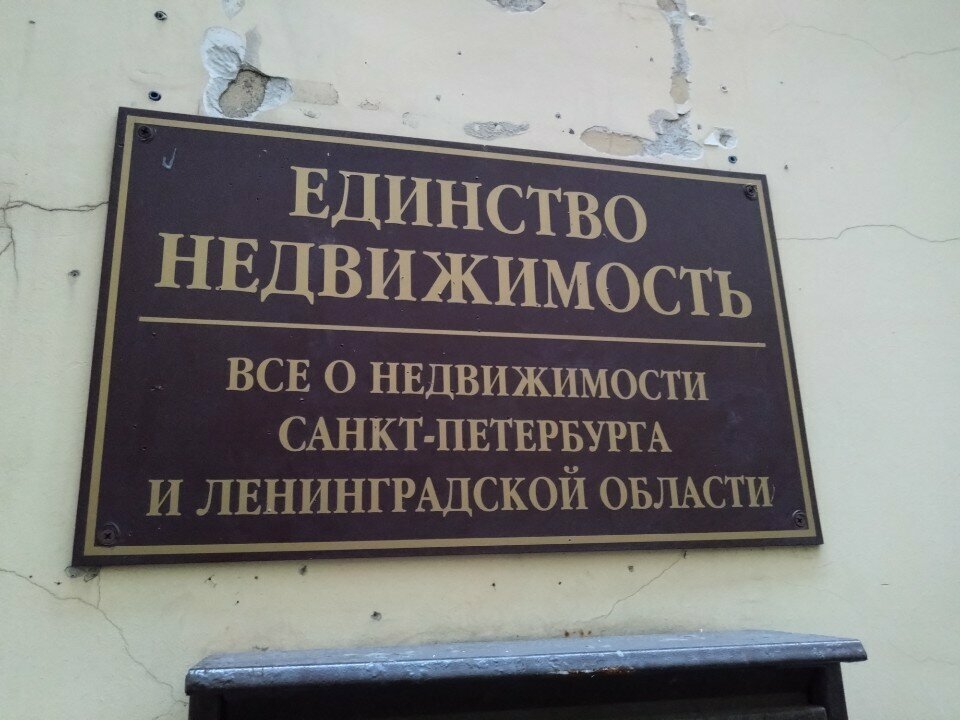 ЕДИНСТВО
НЕДВИЖИМОСТЬ
ВСЕ О НЕДВИЖИМОСТИ
САНКТ-ПЕТЕРБУРГА
И ЛЕНИНГРАДСКОЙ ОБЛАСТИ